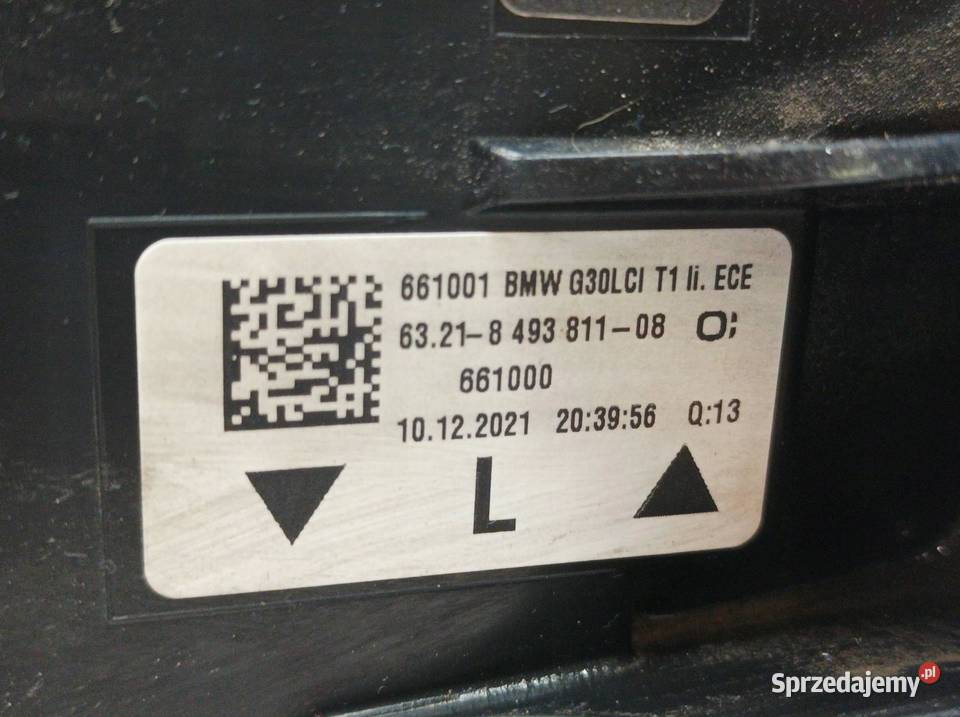 661001 BMW G30LCI T1 li. ECE
63.21-8 493 811-08 O;
661000
10.12.2021 20:39:56 Q:13
L
Sprzedajemy.pl